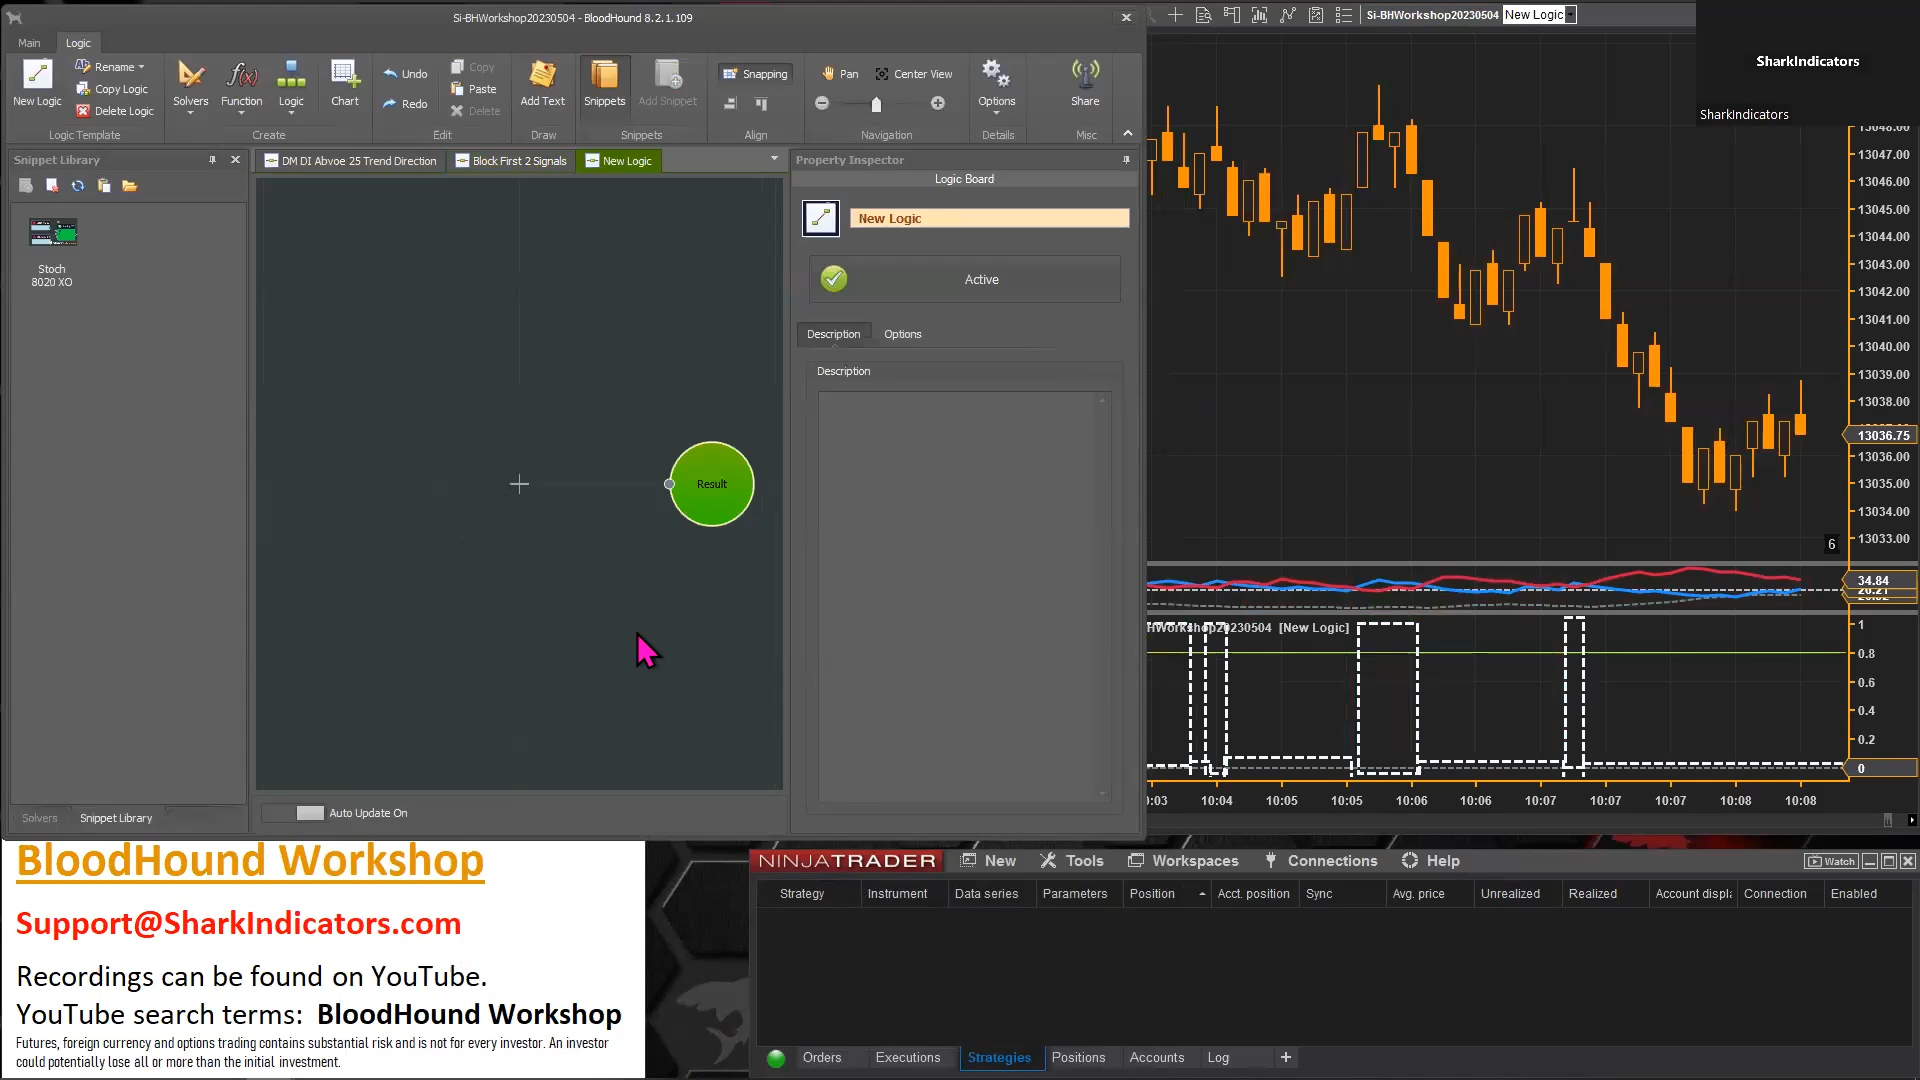 Si-BHWorkshop20230504 - BloodHound 8.2.1.109
Main
Logic
New Logic
Rename
Copy Logic
Delete Logic
Logic Template
Solvers
Function
Logic
Chart
Create
Undo
Redo
Copy
Paste
Delete
Edit
Add Text
Draw
Snippets
Add Snippet
Snippets
Snapping
Align
Pan
Center View
Navigation
Options
Details
Share
Misc
Snippet Library
Stoch
8020 XO
Solvers
Snippet Library
DM DI Abvoe 25 Trend Direction
Block First 2 Signals
New Logic
Result
Auto Update On
Property Inspector
Logic Board
New Logic
Active
Description
Options
Description
Si-BHWorkshop20230504
New Logic
SharkIndicators
SharkIndicators
13048.00
13047.00
13046.00
13045.00
13044.00
13043.00
13042.00
13041.00
13040.00
13039.00
13038.00
13036.75
13036.00
13035.00
13034.00
13033.00
6
34.84
HWorkshop20230504 [New Logic]
1
0.8
0.6
0.4
0.2
0
:03
10:04
10:05
10:05
10:06
10:06
10:07
10:07
10:07
10:08
10:08
BloodHound Workshop
Support@SharkIndicators.com
Recordings can be found on YouTube.
YouTube search terms: BloodHound Workshop
Futures, foreign currency and options trading contains substantial risk and is not for every investor. An investor
could potentially lose all or more than the initial investment.
NINJATRADER
New
Tools
Workspaces
Connections
Help
Watch
Strategy
Instrument
Data series
Parameters
Position
Acct. position
Sync
Avg. price
Unrealized
Realized
Account displ
Connection
Enabled
Orders
Executions
Strategies
Positions
Accounts
Log
+